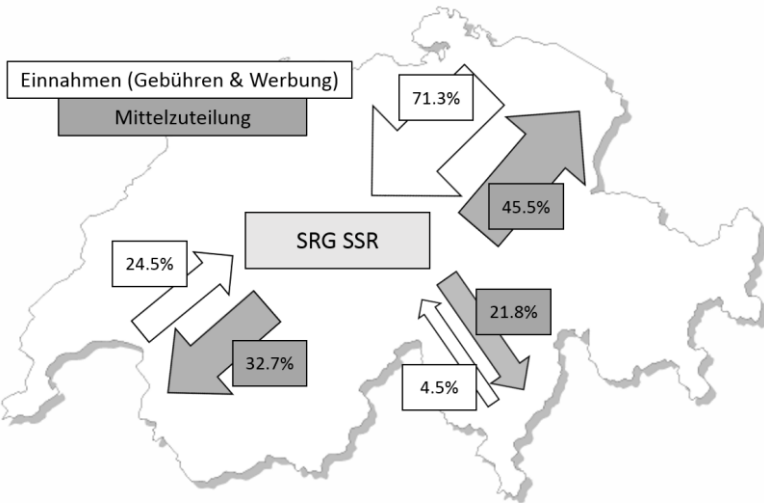 Einnahmen (Gebühren & Werbung)
Mittelzuteilung
71.3%
45.5%
SRG SSR
24.5%
32.7%
21.8%
4.5%